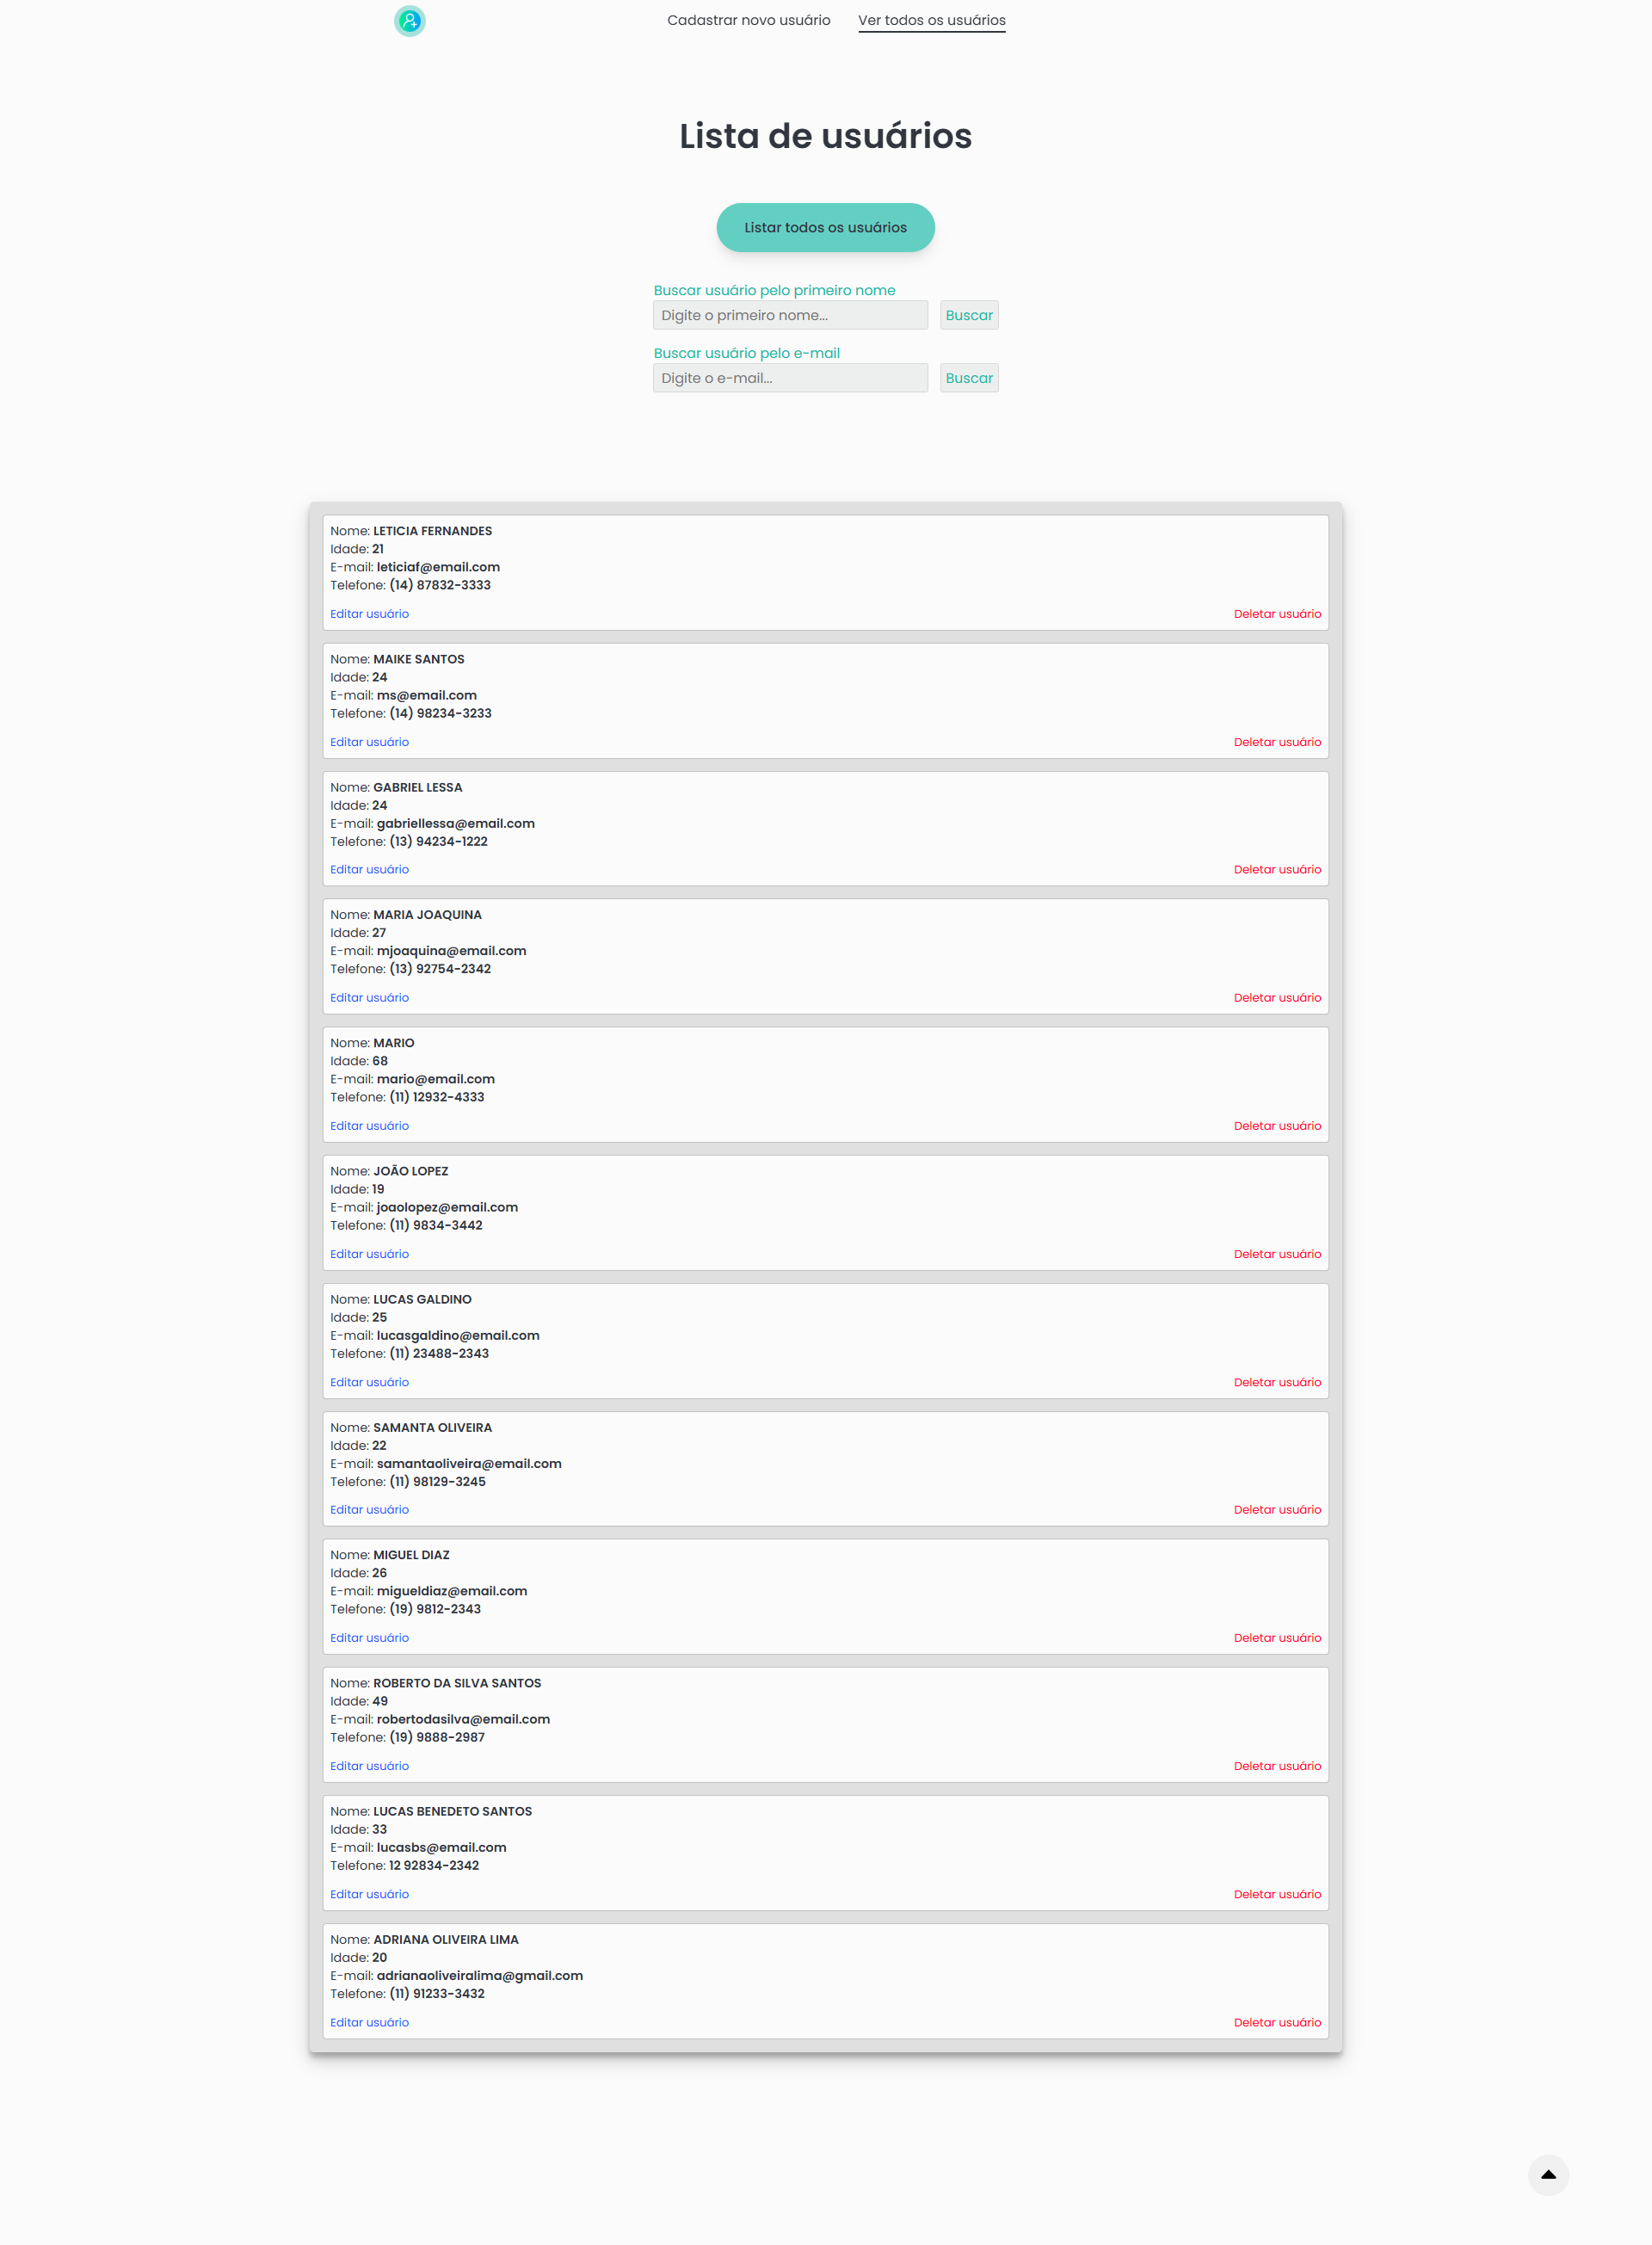 Cadastrar novo usuário Ver todos os usuários
Lista de usuários
Listar todos os usuários
Buscar usuário pelo primeiro nome
Digite o primeiro nome... Buscar
Buscar usuário pelo e-mail
Digite o e-mail... Buscar
Nome: LETICIA FERNANDES
Idade: 21
E-mail: leticiaf@email.com
Telefone: (14) 87832-3333
Editar usuário Deletar usuário
Nome: MAIKE SANTOS
Idade: 24
E-mail: ms@email.com
Telefone: (14) 98234-3233
Editar usuário Deletar usuário
Nome: GABRIEL LESSA
Idade: 24
E-mail: gabriellessa@email.com
Telefone: (13) 94234-1222
Editar usuário Deletar usuário
Nome: MARIA JOAQUINA
Idade: 27
E-mail: mjoaquina@email.com
Telefone: (13) 92754-2342
Editar usuário Deletar usuário
Nome: MARIO
Idade: 68
E-mail: mario@email.com
Telefone: (11) 12932-4333
Editar usuário Deletar usuário
Nome: JOÃO LOPEZ
Idade: 19
E-mail: joaolopez@email.com
Telefone: (11) 9834-3442
Editar usuário Deletar usuário
Nome: LUCAS GALDINO
Idade: 25
E-mail: lucasgaldino@email.com
Telefone: (11) 23488-2343
Editar usuário Deletar usuário
Nome: SAMANTA OLIVEIRA
Idade: 22
E-mail: samantaoliveira@email.com
Telefone: (11) 98129-3245
Editar usuário Deletar usuário
Nome: MIGUEL DIAZ
Idade: 26
E-mail: migueldiaz@email.com
Telefone: (19) 9812-2343
Editar usuário Deletar usuário
Nome: ROBERTO DA SILVA SANTOS
Idade: 49
E-mail: robertodasilva@email.com
Telefone: (19) 9888-2987
Editar usuário Deletar usuário
Nome: LUCAS BENEDETO SANTOS
Idade: 33
E-mail: lucasbs@email.com
Telefone: 12 92834-2342
Editar usuário Deletar usuário
Nome: ADRIANA OLIVEIRA LIMA
Idade: 20
E-mail: adrianaoliveiralima@gmail.com
Telefone: (11) 91233-3432
Editar usuário Deletar usuário